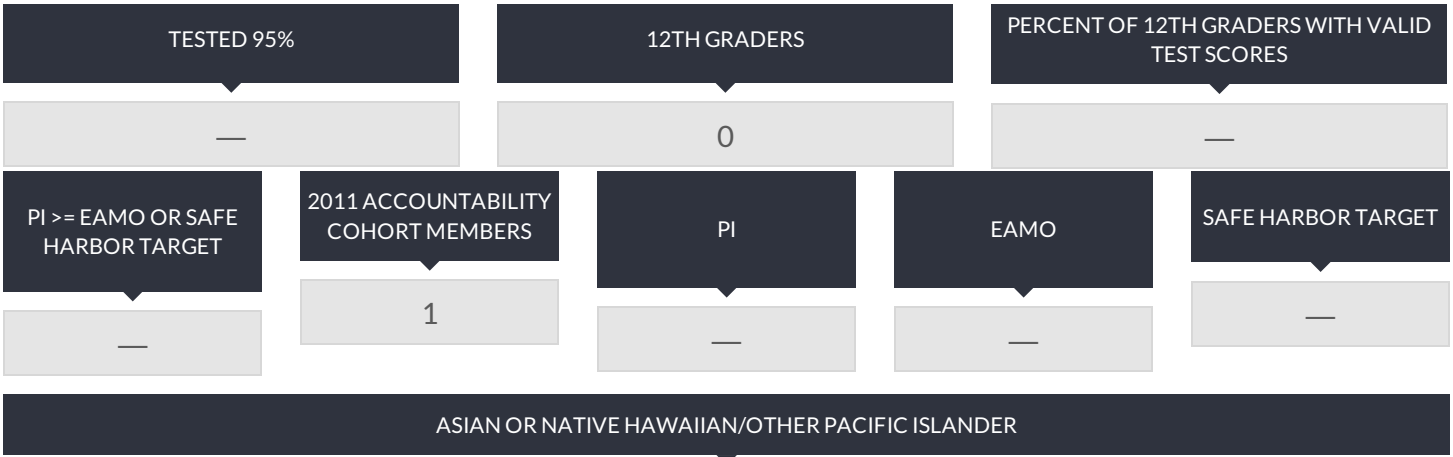 TESTED 95%
12TH GRADERS
PERCENT OF 12TH GRADERS WITH VALID
TEST SCORES
—
0
—
PI >= EAMO OR SAFE
HARBOR TARGET
2011 ACCOUNTABILITY
COHORT MEMBERS
PI
EAMO
SAFE HARBOR TARGET
—
1
—
—
—
ASIAN OR NATIVE HAWAIIAN/OTHER PACIFIC ISLANDER